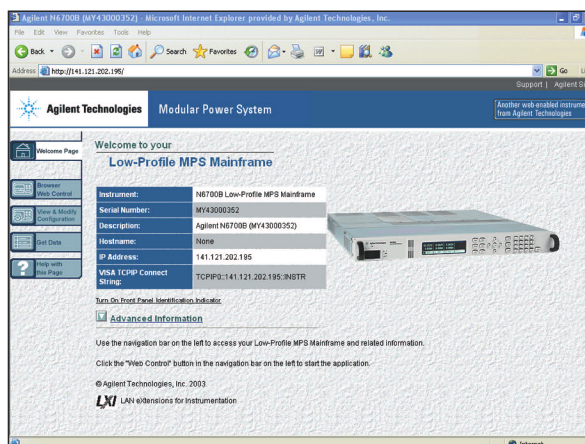 Agilent N6700B (MY43000352) - Microsoft Internet Explorer provided by Agilent Technologies, Inc.
File Edit View Favorites Tools Help
Back Search Favorites
Address http://141.121.202.195/ Go
Support | Agilent
Agilent Technologies Modular Power System
Another web-enabled
from Agilent Technologies
Welcome Page
Welcome to your
Low-Profile MPS Mainframe
Browser
Web Control
View & Modify
Configuration
Get Data
Help with
this Page
Instrument: N6700B Low-Profile MPS Mainframe
Serial Number: MY43000352
Description: Agilent N6700B (MY43000352)
Hostname: None
IP Address: 141.121.202.195
VISA TCPIP Connect
String: TCPIP0::141.121.202.195::INSTR
Turn On Front Panel Identification Indicator
Advanced Information
Use the navigation bar on the left to access your Low-Profile MPS Mainframe and related information.
Click the "Web Control" button in the navigation bar on the left to start the application.
© Agilent Technologies, Inc. 2003
LXI LAN eXtensions for Instrumentation
Internet